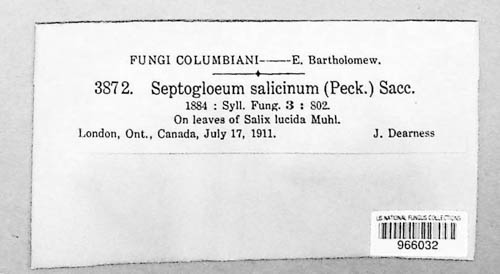 FUNGI COLUMBIANI——E. Bartholomew.
3872. Septogloeum salicinum (Peck.) Sacc.
1884 : Syll. Fung. 3 : 802.
On leaves of Salix lucida Muhl.
London, Ont., Canada, July 17, 1911. J. Dearness
US NATIONAL FUNGUS COLLECTIONS
966032